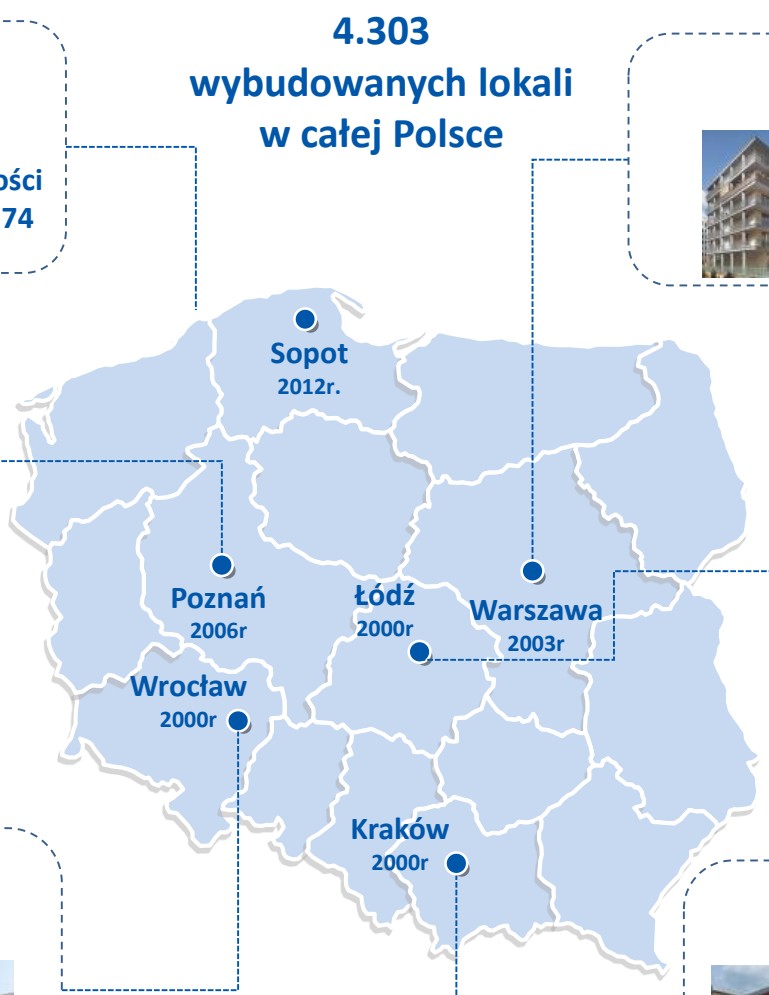 4.303
wybudowanych lokali
w całej Polsce
74
Sopot
2012r.
Poznań
2006r
Łódź
2000r
Warszawa
2003r
Wrocław
2000r
Kraków
2000r